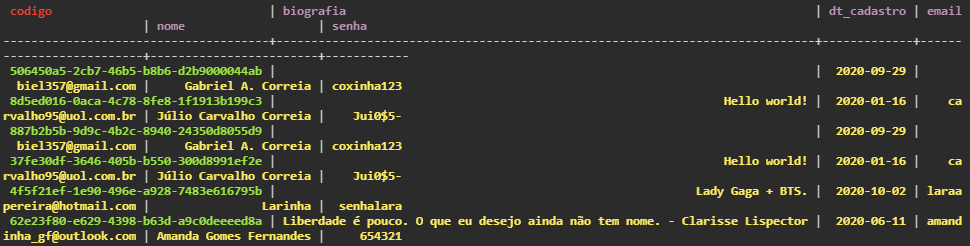 codigo | biografia | dt_cadastro | email
| nome | senha
--------------------------------------+----------------------------------------------------------------------------+-------------+------
--------------------+------------------------+------------
506450a5-2cb7-46b5-b8b6-d2b9000044ab | | 2020-09-29 |
biel357@gmail.com | Gabriel A. Correia | coxinha123
8d5ed016-0aca-4c78-8fe8-1f1913b199c3 | Hello world! | 2020-01-16 | ca
rvalho95@uol.com.br | Júlio Carvalho Correia | Jui0$5-
887b2b5b-9d9c-4b2c-8940-24350d8055d9 | | 2020-09-29 |
biel357@gmail.com | Gabriel A. Correia | coxinha123
37fe30df-3646-405b-b550-300d8991ef2e | Hello world! | 2020-01-16 | ca
rvalho95@uol.com.br | Júlio Carvalho Correia | Jui0$5-
4f5f21ef-1e90-496e-a928-7483e616795b | Lady Gaga + BTS. | 2020-10-02 | laraa
pereira@hotmail.com | Larinha | senhalara
62e23f80-e629-4398-b63d-a9c0deeeed8a | Liberdade é pouco. O que eu desejo ainda não tem nome. - Clarisse Lispector | 2020-06-11 | amand
inha_gf@outlook.com | Amanda Gomes Fernandes | 654321